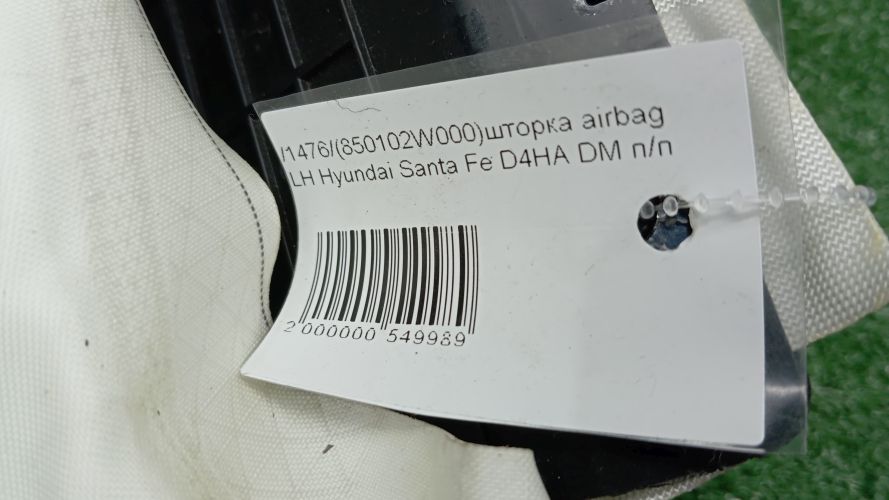 /1476/(850102W000)шторка airbag
LH Hyundai Santa Fe D4HA DM п/п
2 000000 549989